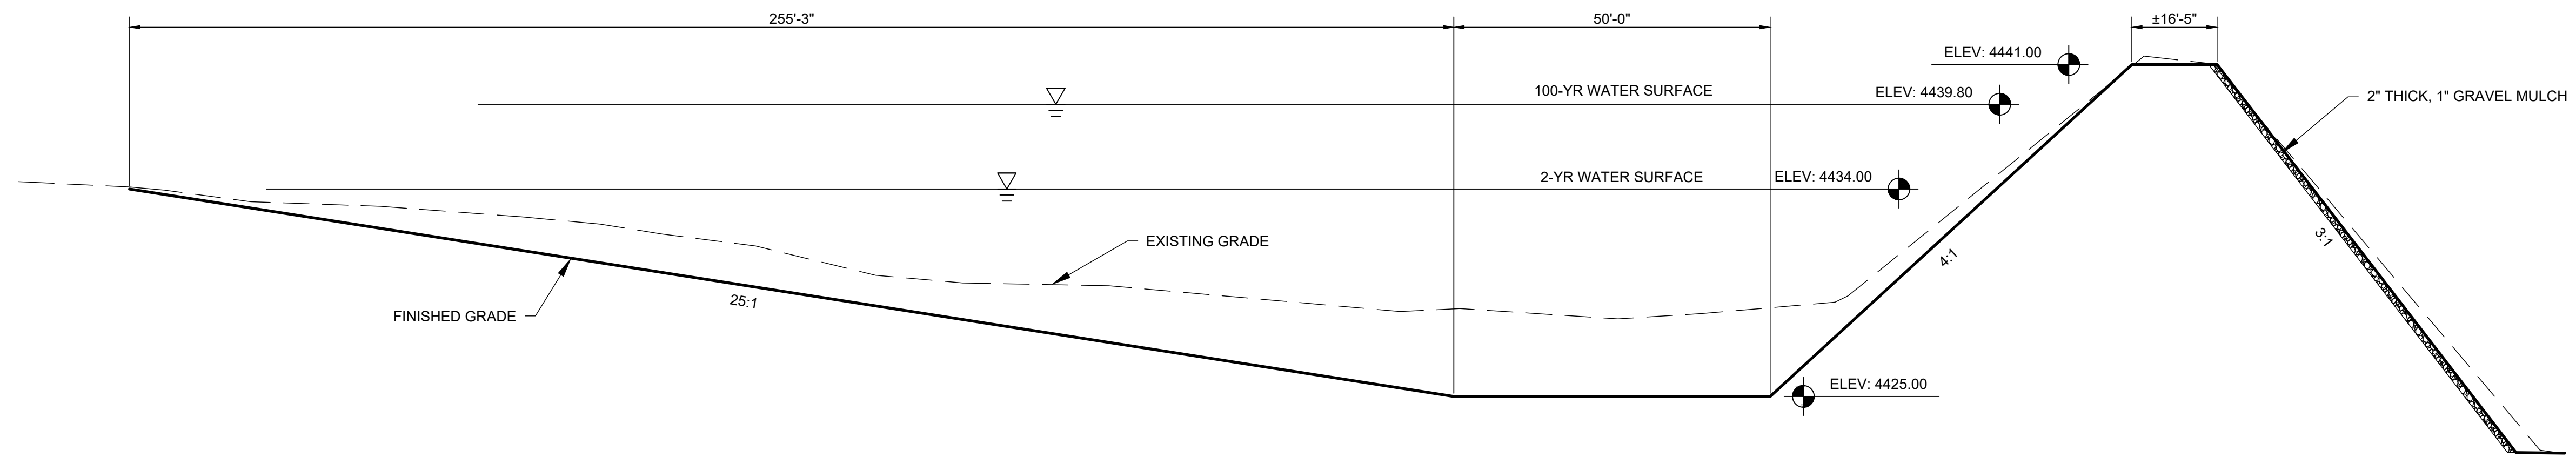 255'-3"
50'-0"
±16'-5"
ELEV: 4441.00
100-YR WATER SURFACE
ELEV: 4439.80
2" THICK, 1" GRAVEL MULCH
2-YR WATER SURFACE
ELEV: 4434.00
EXISTING GRADE
3:1
4:1
25:1
FINISHED GRADE
ELEV: 4425.00